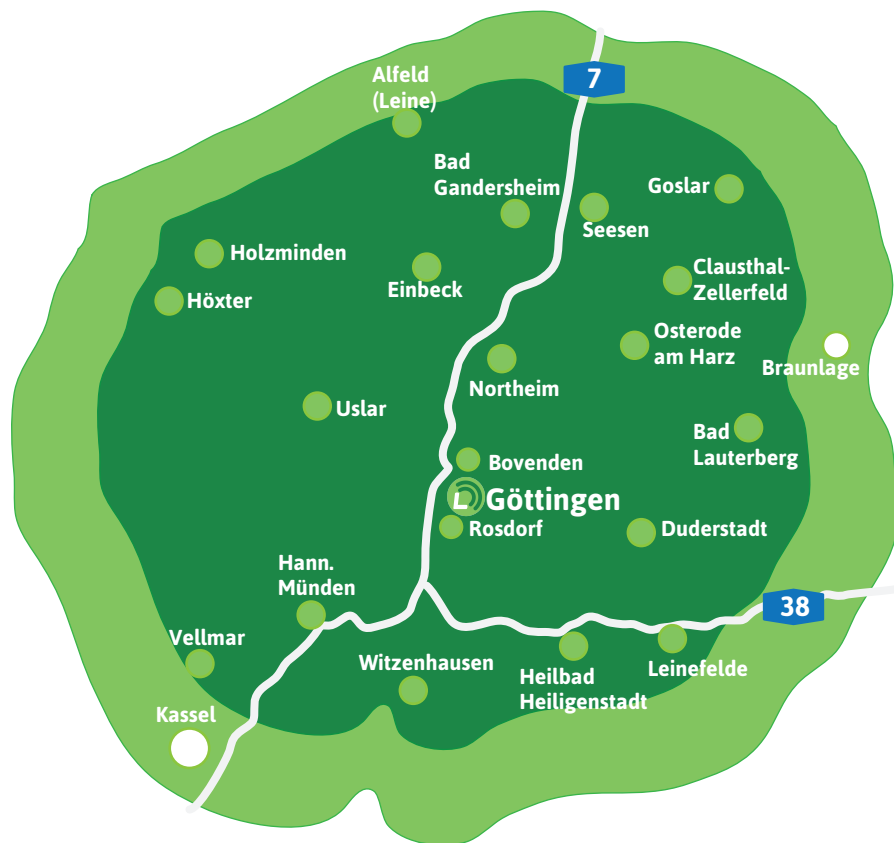 Alfeld
(Leine)
7
Bad
Gandersheim
Goslar
Seesen
Holzminden
Einbeck
Clausthal-
Zellerfeld
Höxter
Osterode
am Harz
Braunlage
Northeim
Uslar
Bad
Lauterberg
Bovenden
Göttingen
Rosdorf
Duderstadt
Hann.
Münden
38
Vellmar
Witzenhausen
Heilbad
Heiligenstadt
Leinefelde
Kassel